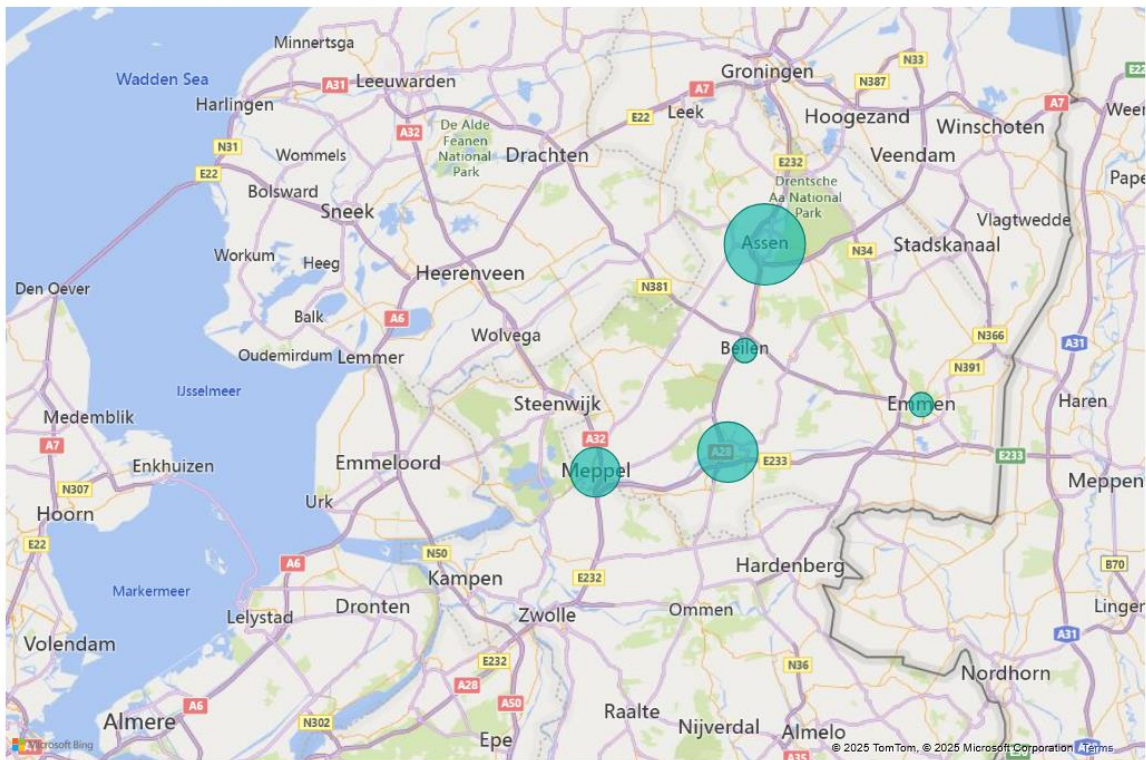 Minnertsga
Wadden Sea
A31
Leeuwarden
Groningen
N33
N387
E22
Harlingen
A7
Leek
E22
A7
Hoogezand
Winschoten
De Alde
Feanen
National
Park
A32
N31
Wommels
Drachten
E232
Veendam
E22
Bolsward
Drentsche
Aa National
Park
Sneek
Vlagtwedde
Assen
N34
Stadskanaal
Workum
Heeg
Heerenveen
Den Oever
N381
Balk
A6
Wolvega
N366
A31
Oudemirdum
Lemmer
Beilen
N391
IJsselmeer
Medemblik
Steenwijk
Emmen
Haren
A7
A32
A28
E233
E233
Enkhuizen
Emmeloord
Meppel
Meppen
N307
Urk
Hoorn
E22
N50
A6
Hardenberg
B70
Markermeer
Kampen
E232
Dronten
Ommen
Lelystad
Zwolle
A31
Volendam
E232
N36
Nordhorn
A28
A50
Almere
A6
N302
Raalte
Nijverdal
Almelo
Epe
A35
Microsoft Bing
© 2025 TomTom, © 2025 Microsoft Corporation Terms